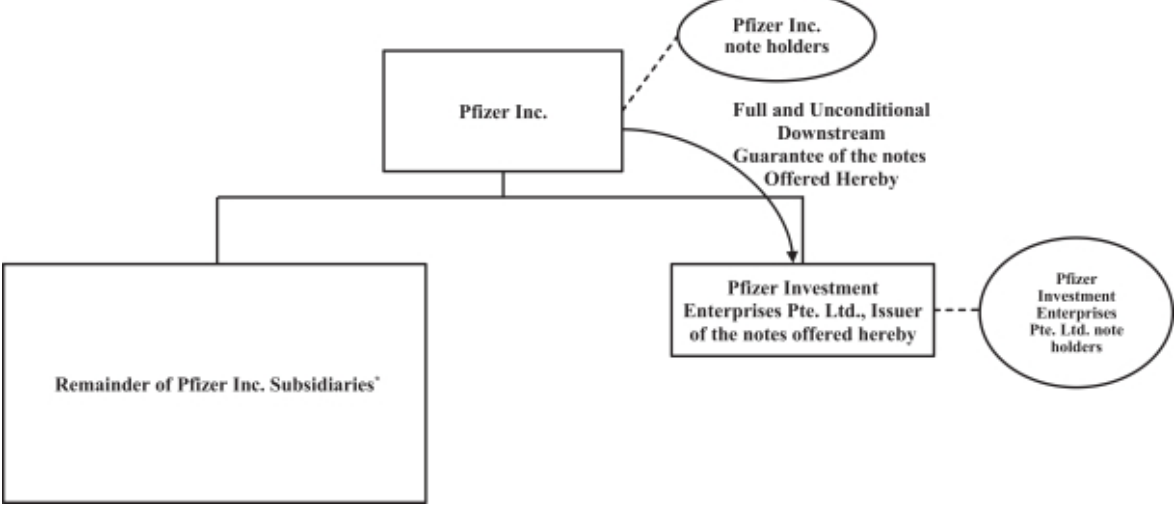 Pfizer Inc.
note holders
Pfizer Inc.
Full and Unconditional
Downstream
Guarantee of the notes
Offered Hereby
Pfizer Investment
Enterprises Pte. Ltd., Issuer
of the notes offered hereby
Pfizer
Investment
Enterprises
Pte. Ltd. note
holders
Remainder of Pfizer Inc. Subsidiaries*